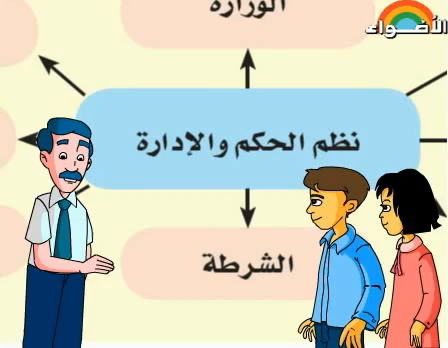 الوزارة
الأضواء
نظم الحكم والإدارة
الشرطة